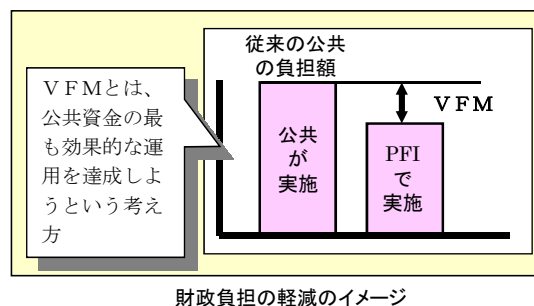 従来の公共
の負担額
ＶＦＭとは、
公共資金の最
も効果的な運
用を達成しよ
うという考え
方
公共
が
実施
ＶＦＭ
PFI
で
実施
財政負担の軽減のイメージ